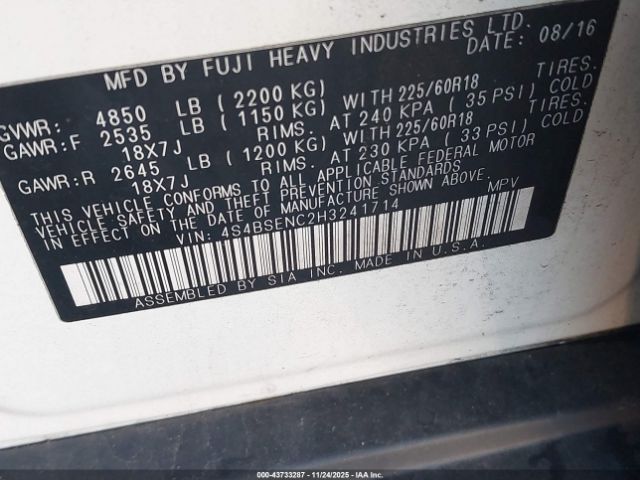 MFD BY FUJI HEAVY INDUSTRIES LTD.
DATE: 08/16
GVWR: 4850 LB (2200 KG)
GAWR:F 2535 LB (1150 KG) WITH 225/60R18 TIRES.
18X7J RIMS. AT 240 KPA (35 PSI) COLD
GAWR:R 2645 LB (1200 KG) WITH 225/60R18 TIRES.
18X7J RIMS. AT 230 KPA (33 PSI) COLD
THIS VEHICLE CONFORMS TO ALL APPLICABLE FEDERAL MOTOR
VEHICLE SAFETY AND THEFT PREVENTION STANDARDS
IN EFFECT ON DATE OF MANUFACTURE SHOWN ABOVE.
VIN: 4S4BSENC2H3241714 MPV
ASSEMBLED BY SIA INC. MADE IN U.S.A.
000-43733287 - 11/24/2025 - IAAI, Inc.